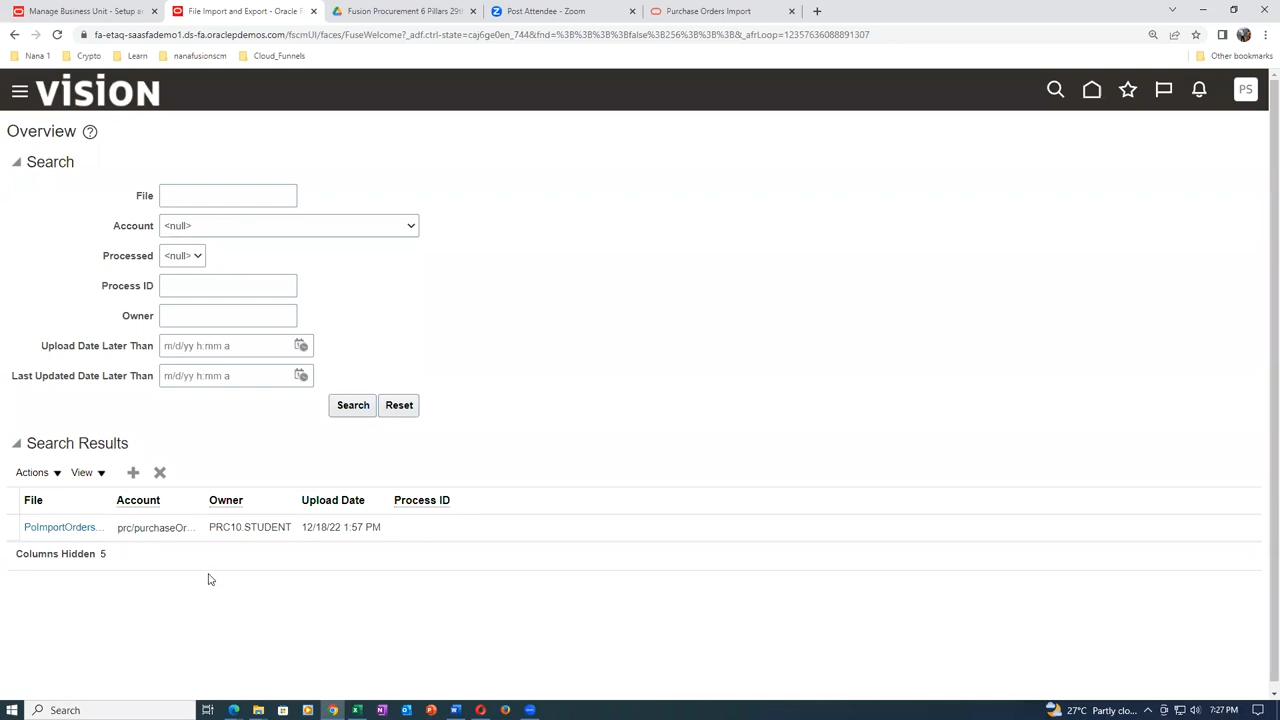 Manage Business Unit - Setup a
File Import and Export - Oracle F
Fusion Procurement 6 Pillars 29th
Post Attendee - Zoom
Purchase Orders Import
fa-etaq-saasfademo1.ds-fa.oraclepdemos.com/fscmUI/faces/FuseWelcome?_adf.ctrl-state=caj6ge0en_744&fnd=%3B%3B%3B%3Bfalse%3B256%3B%3B%3B&_afrLoop=12357636088891307
Nana 1
Crypto
Learn
nanafusionscm
Cloud_Funnels
Other bookmarks
vision
PS
Overview
Search
File
Account <null>
Processed <null>
Process ID
Owner
Upload Date Later Than m/d/yy h:mm a
Last Updated Date Later Than m/d/yy h:mm a
Search Reset
Search Results
Actions View
File Account Owner Upload Date Process ID
PoImportOrders... prc/purchaseOr... PRC10.STUDENT 12/18/22 1:57 PM
Columns Hidden 5
Search
27°C Partly clo...
7:27 PM